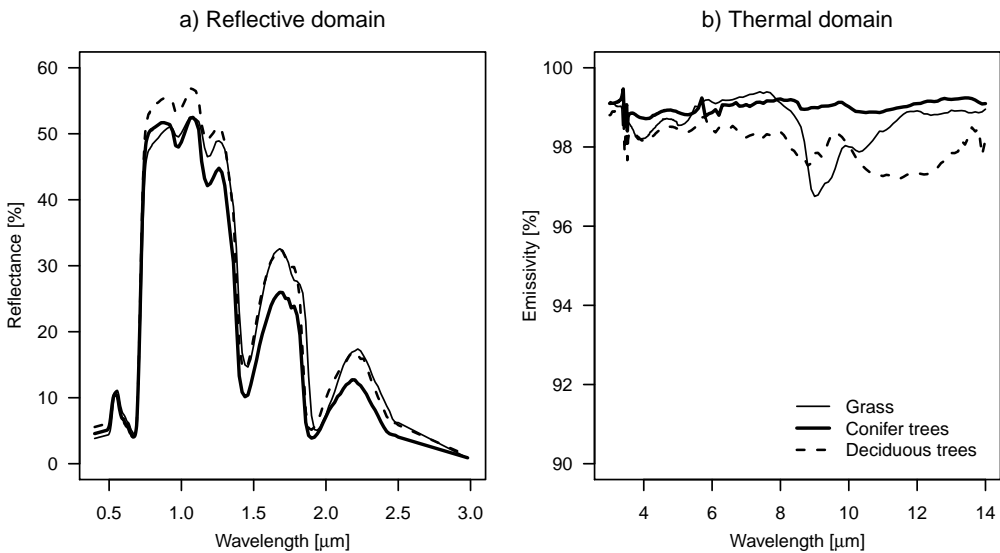 a) Reflective domain
60
50
40
30
20
10
0
Reflectance [%]
0.5 1.0 1.5 2.0 2.5 3.0
Wavelength [μm]
b) Thermal domain
100
98
96
94
92
90
Emissivity [%]
Grass
Conifer trees
Deciduous trees
4 6 8 10 12 14
Wavelength [μm]